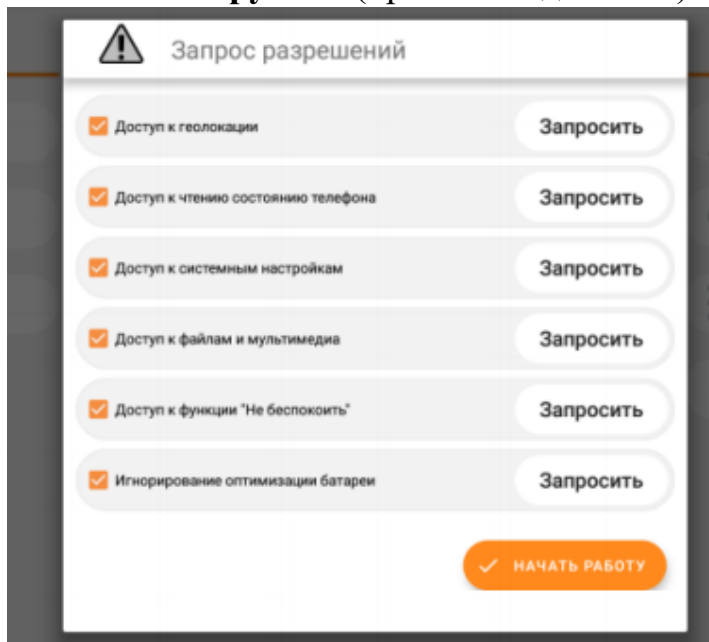 Запрос разрешений
Доступ к геолокации Запросить
Доступ к чтению состоянию телефона Запросить
Доступ к системным настройкам Запросить
Доступ к файлам и мультимедиа Запросить
Доступ к функции "Не беспокоить" Запросить
Игнорирование оптимизации батареи Запросить
НАЧАТЬ РАБОТУ